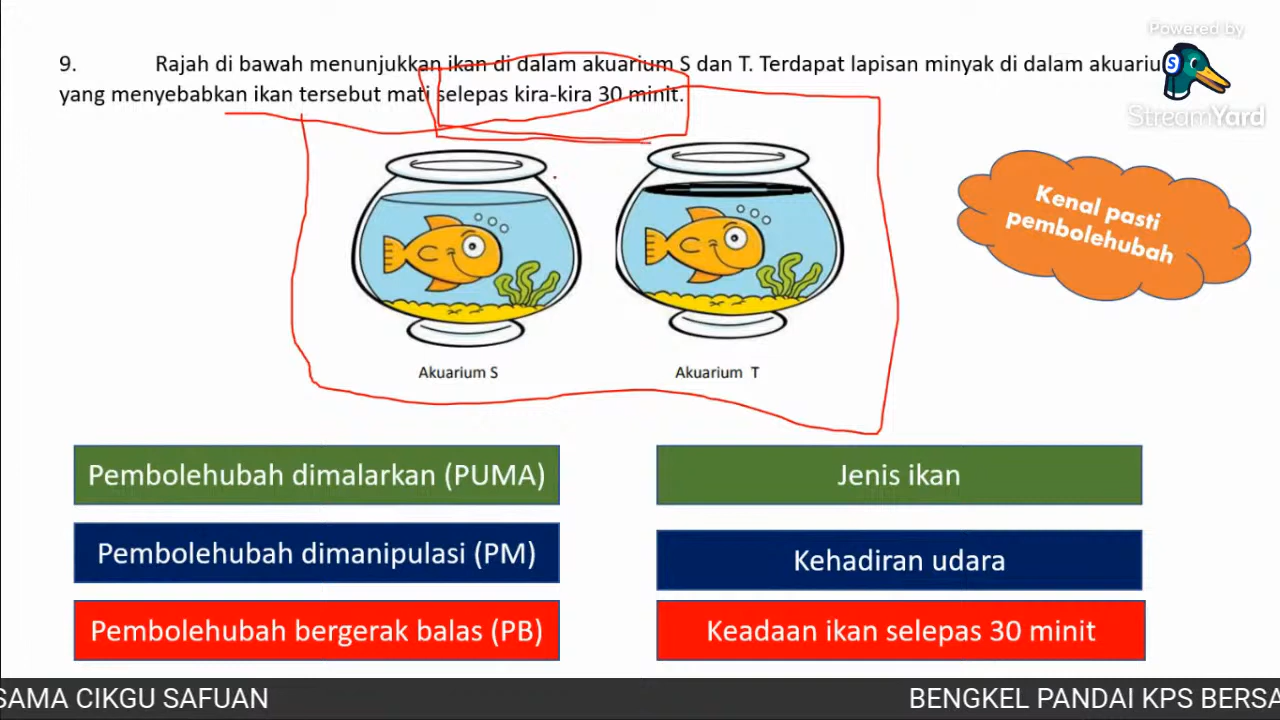 Powered by
StreamYard
9. Rajah di bawah menunjukkan ikan di dalam akuarium S dan T. Terdapat lapisan minyak di dalam
yang menyebabkan ikan tersebut mati selepas kira-kira 30 minit.
Kenal pasti
pembolehubah
Akuarium S
Akuarium T
Pembolehubah dimalarkan (PUMA)
Jenis ikan
Pembolehubah dimanipulasi (PM)
Kehadiran udara
Pembolehubah bergerak balas (PB)
Keadaan ikan selepas 30 minit
SAMA CIKGU SAFUAN
BENGKEL PANDAI KPS